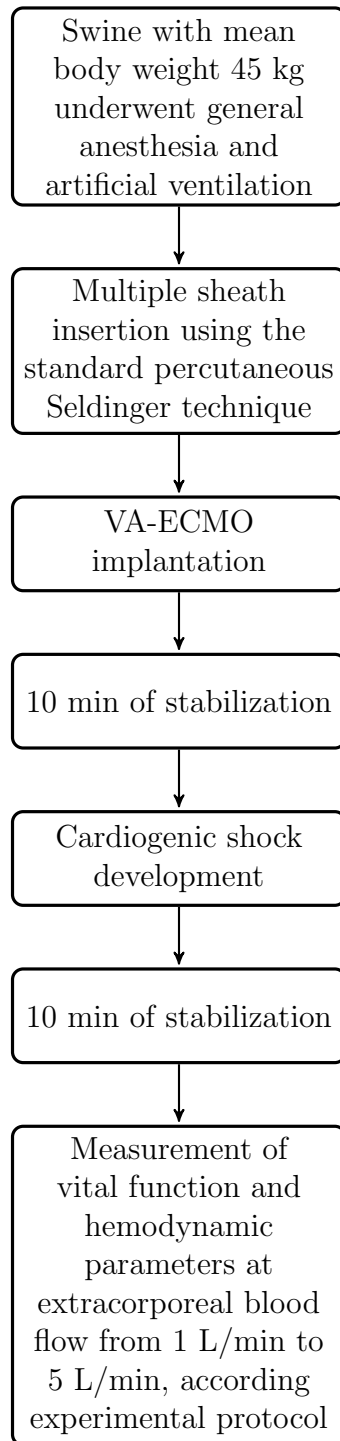 Swine with mean
body weight 45 kg
underwent general
anesthesia and
artificial ventilation
Multiple sheath
insertion using the
standard percutaneous
Seldinger technique
VA-ECMO
implantation
10 min of stabilization
Cardiogenic shock
development
10 min of stabilization
Measurement of
vital function and
hemodynamic
parameters at
extracorporeal blood
flow from 1 L/min to
5 L/min, according
experimental protocol